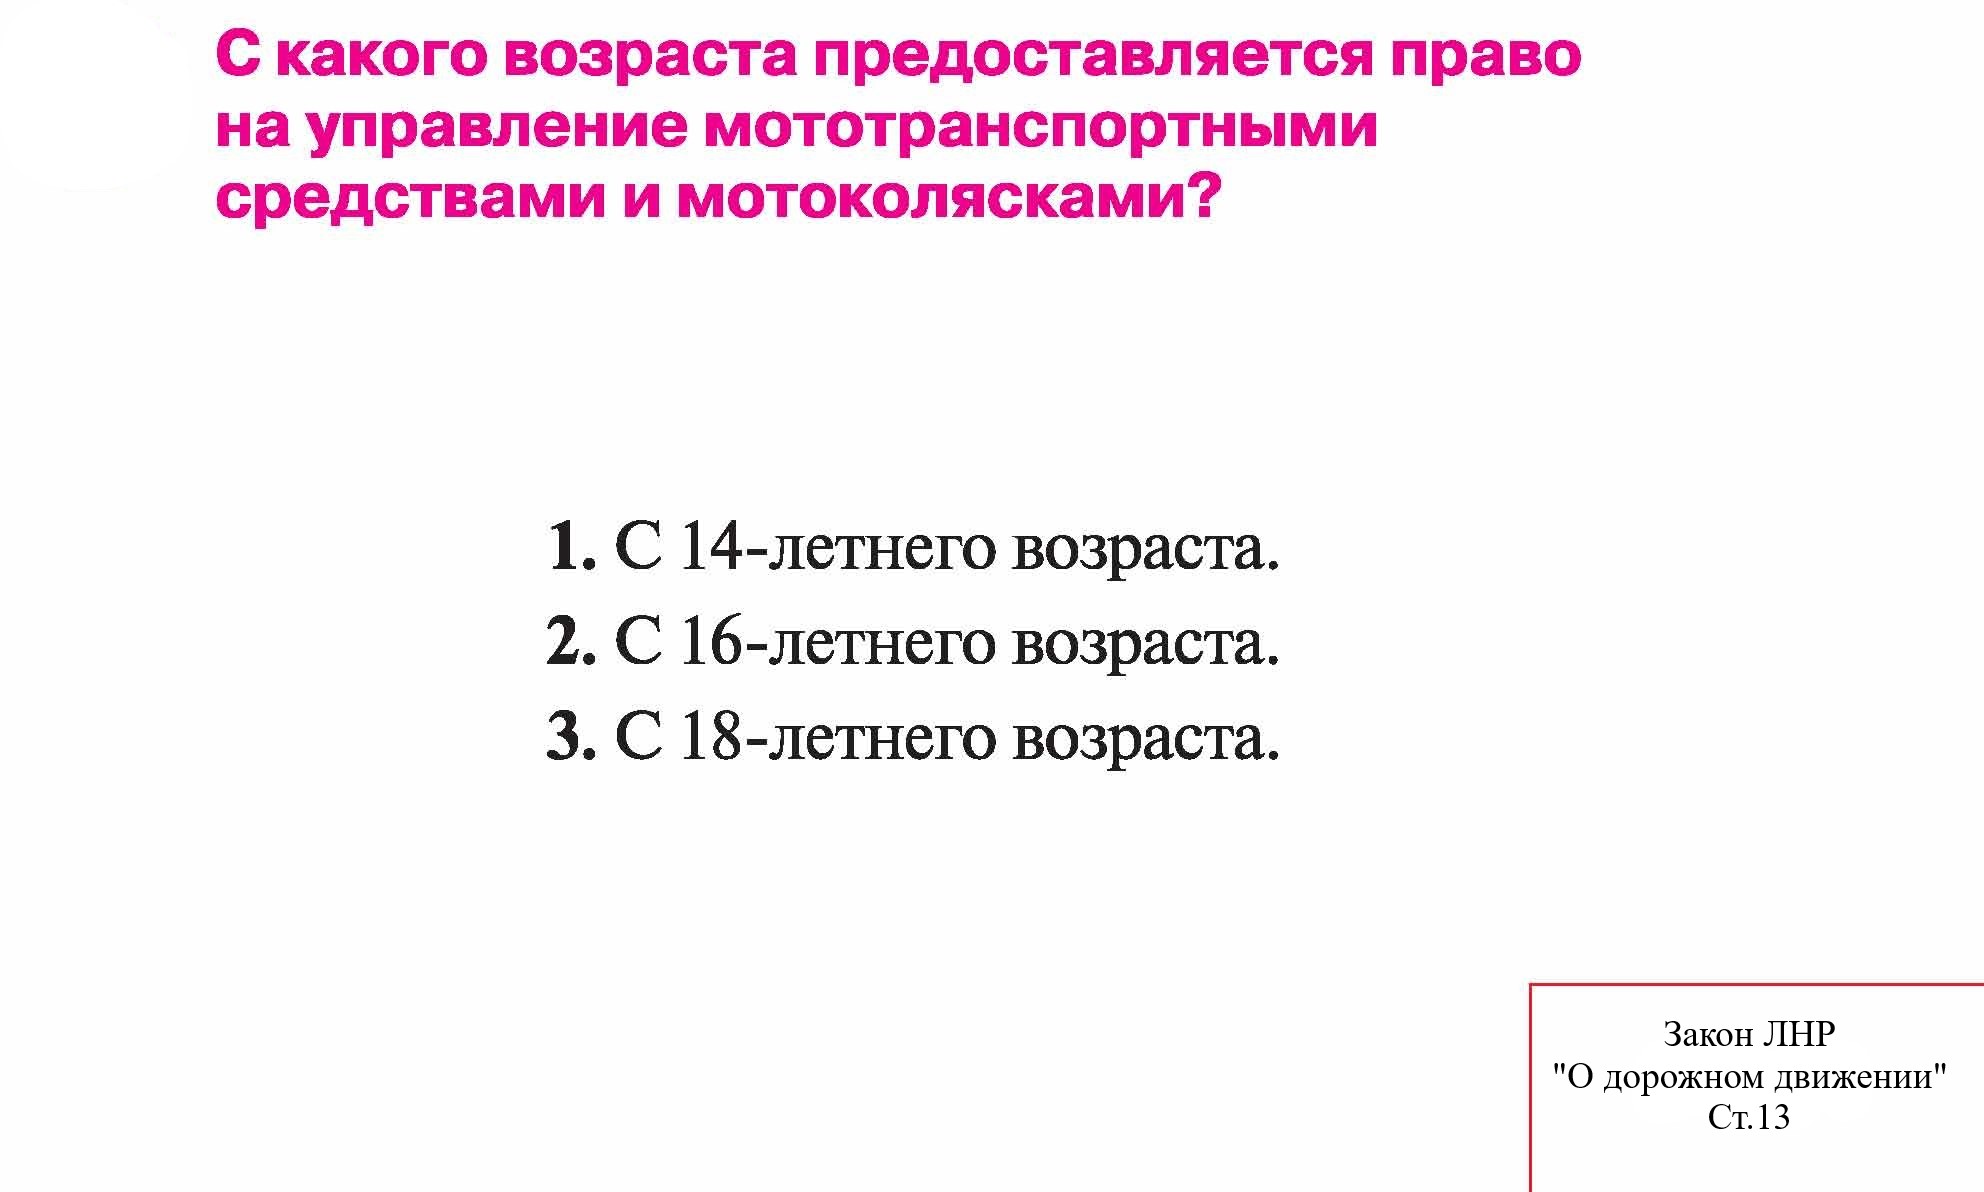 С какого возраста предоставляется право
на управление мототранспортными
средствами и мотоколясками?
1. С 14-летнего возраста.
2. С 16-летнего возраста.
3. С 18-летнего возраста.
Закон ЛНР
"О дорожном движении"
Ст.13